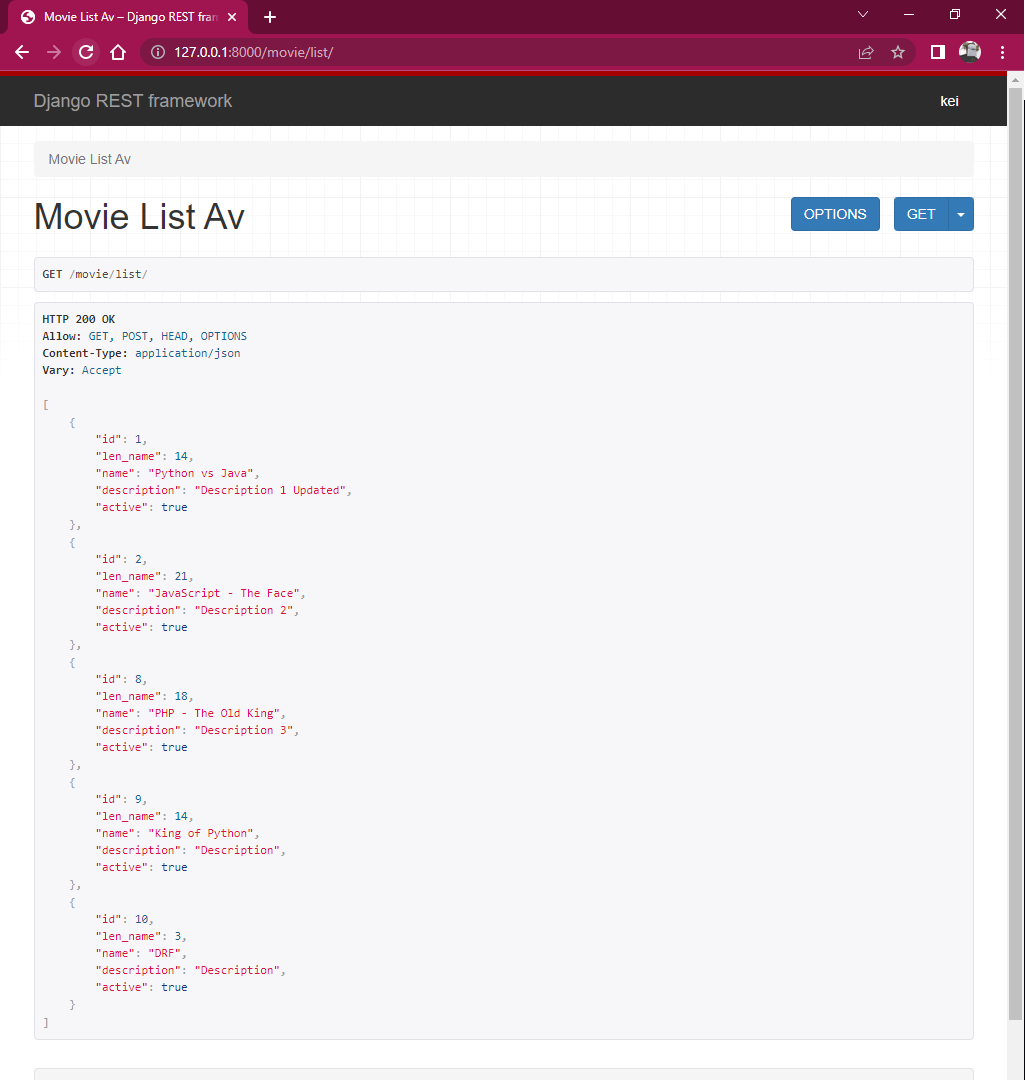 Movie List Av – Django REST fram
127.0.0.1:8000/movie/list/
Django REST framework
kei
Movie List Av
Movie List Av
OPTIONS
GET
GET /movie/list/
HTTP 200 OK
Allow: GET, POST, HEAD, OPTIONS
Content-Type: application/json
Vary: Accept
[
    {
        "id": 1,
        "len_name": 14,
        "name": "Python vs Java",
        "description": "Description 1 Updated",
        "active": true
    },
    {
        "id": 2,
        "len_name": 21,
        "name": "JavaScript - The Face",
        "description": "Description 2",
        "active": true
    },
    {
        "id": 8,
        "len_name": 18,
        "name": "PHP - The Old King",
        "description": "Description 3",
        "active": true
    },
    {
        "id": 9,
        "len_name": 14,
        "name": "King of Python",
        "description": "Description",
        "active": true
    },
    {
        "id": 10,
        "len_name": 3,
        "name": "DRF",
        "description": "Description",
        "active": true
    }
]